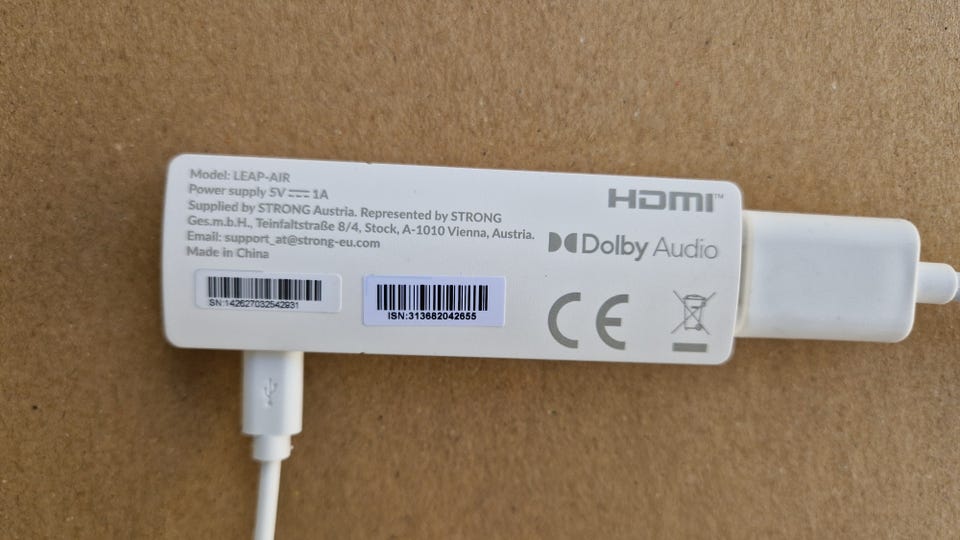 Model: LEAP-AIR
Power supply 5V ⎓ 1A
Supplied by STRONG Austria. Represented by STRONG
Ges.m.b.H., Teinfaltstraße 8/4, Stock, A-1010 Vienna, Austria.
Email: support_at@strong-eu.com
Made in China
SN:142627032542931
ISN:313682042655
HDMI™
Dolby Audio
CE